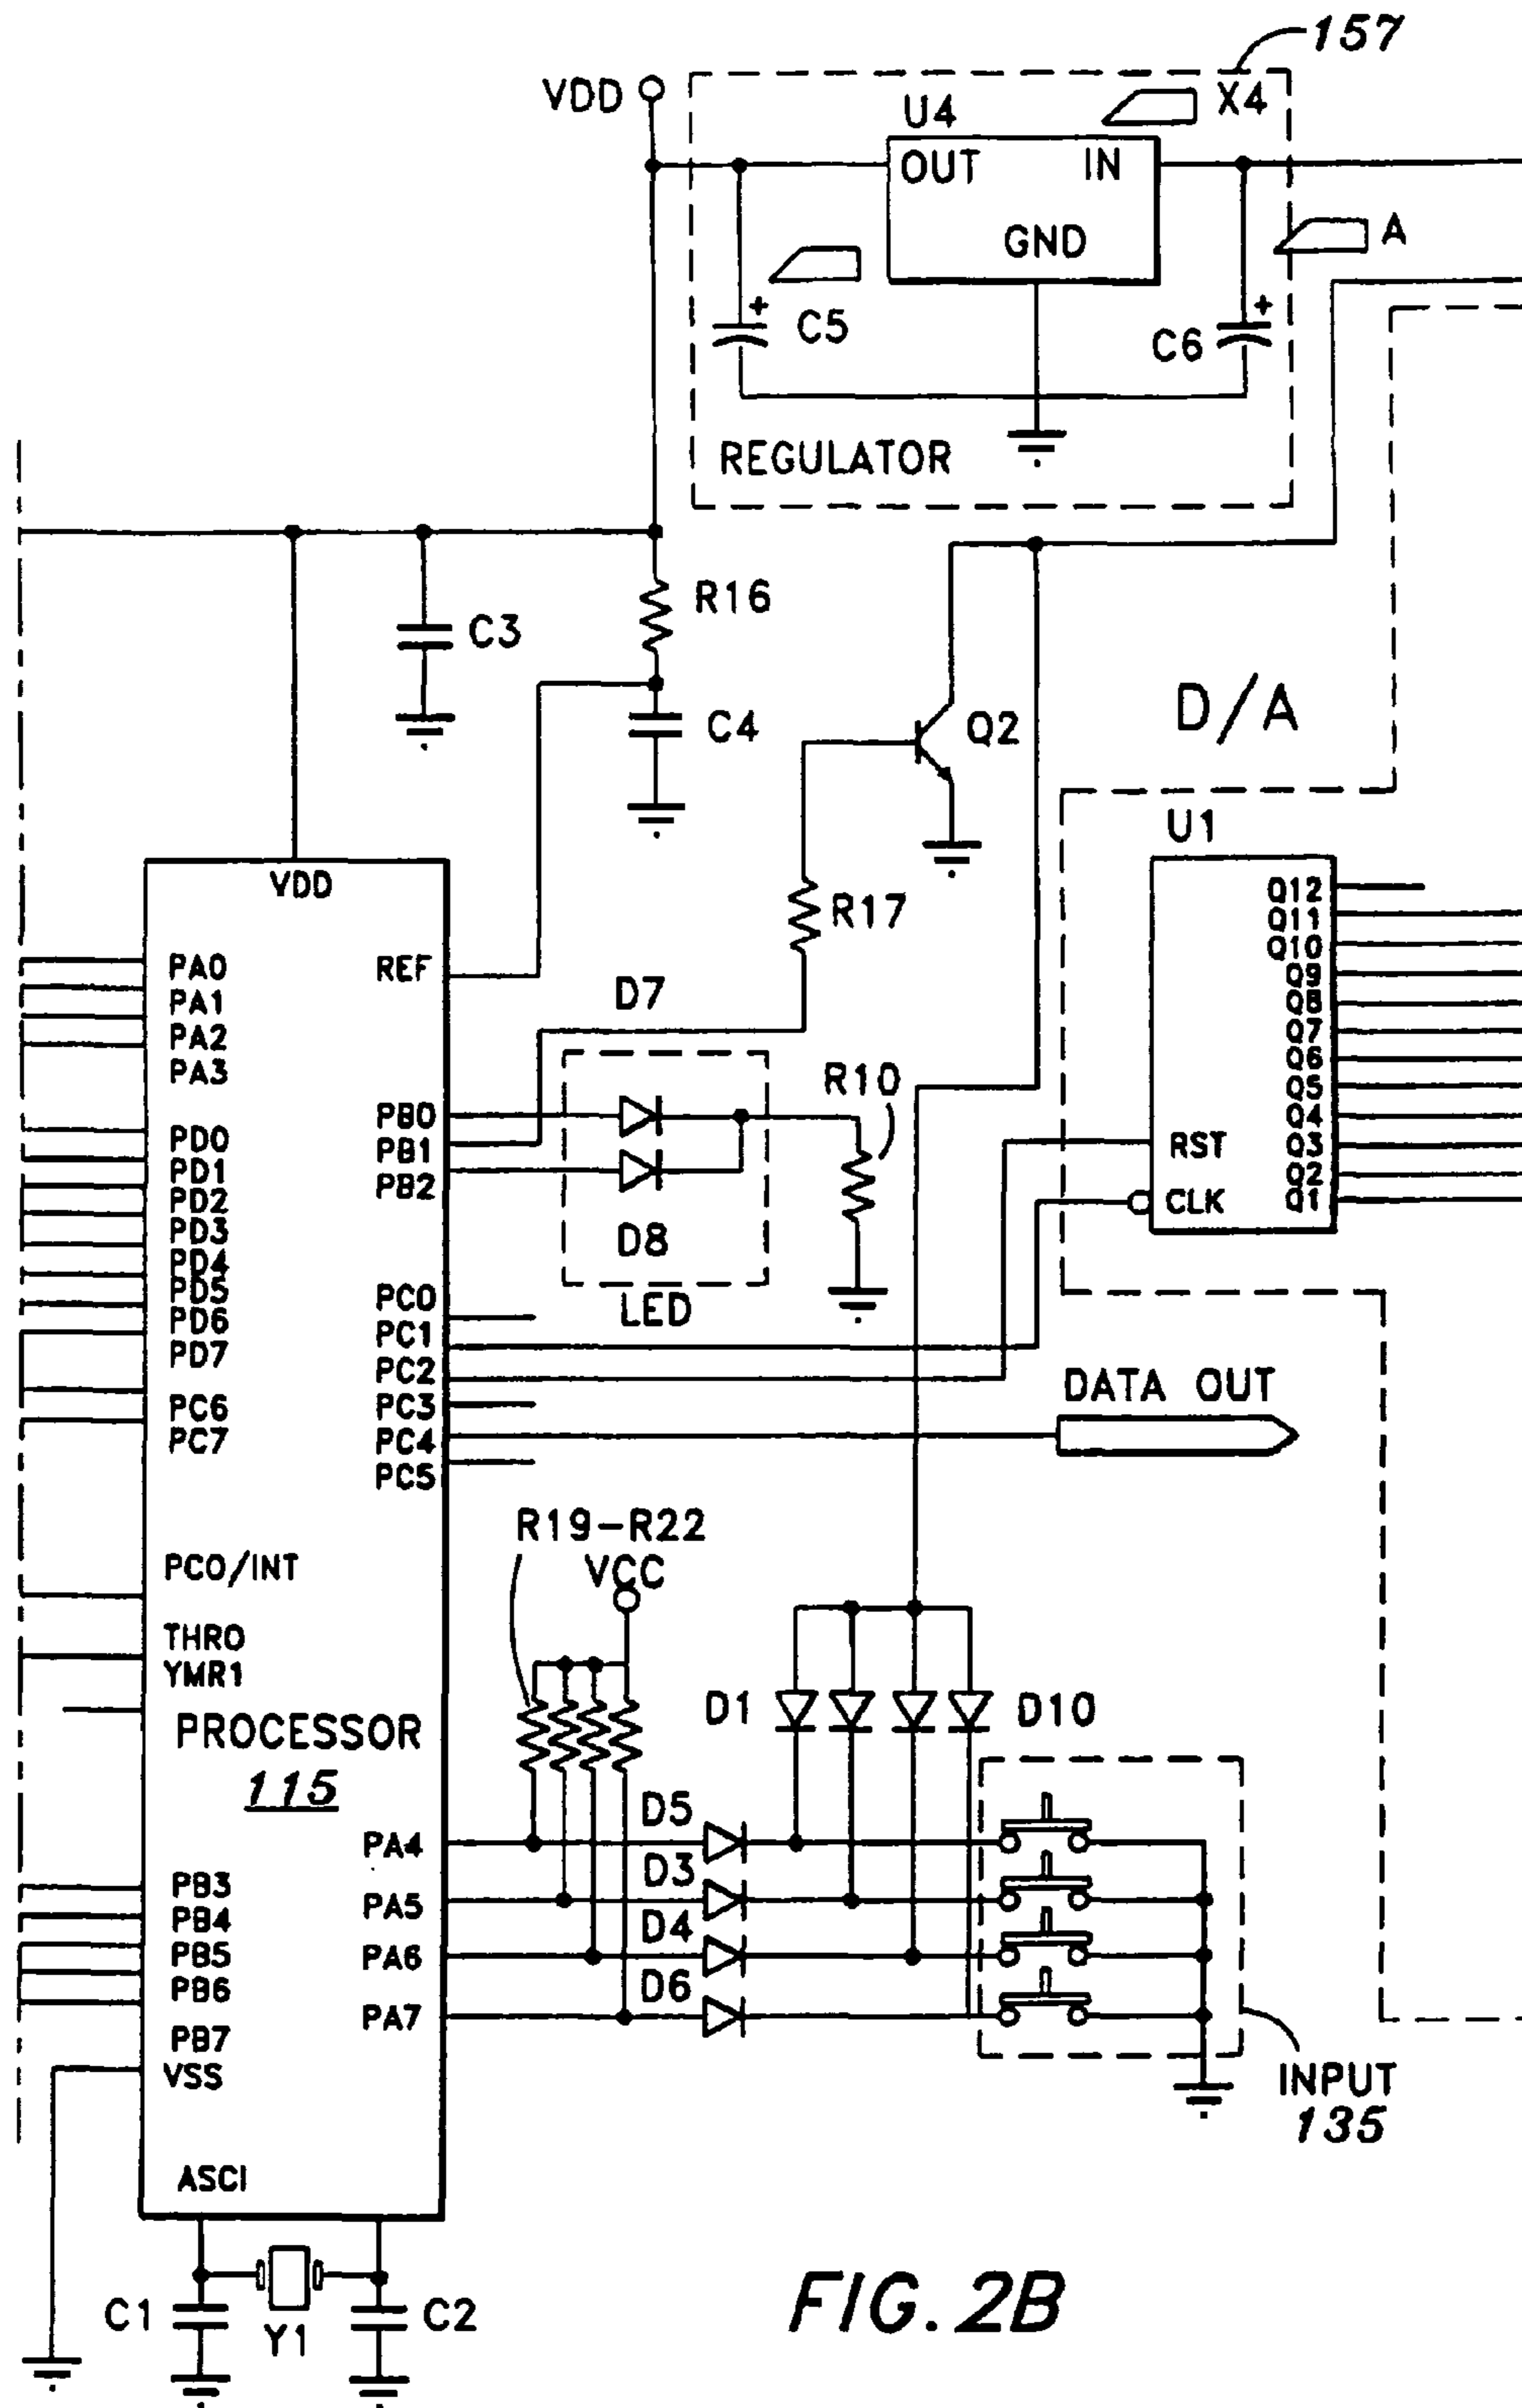 157
VDD
U4
X4
OUT
IN
GND
A
+
C5
+
C6
REGULATOR
R16
C3
C4
Q2
D/A
U1
VDD
R17
Q12
Q11
Q10
Q9
Q8
Q7
Q6
Q5
Q4
Q3
Q2
Q1
RST
CLK
PA0
PA1
PA2
PA3
REF
D7
R10
PD0
PD1
PD2
PD3
PD4
PD5
PD6
PD7
PB0
PB1
PB2
D8
LED
PC0
PC1
PC2
PC3
PC4
PC5
PC6
PC7
DATA OUT
R19-R22
VCC
PC0/INT
THRO
YMR1
PROCESSOR
115
D1
D10
D5
D3
D4
D6
PA4
PA5
PA6
PA7
PB3
PB4
PB5
PB6
PB7
VSS
INPUT
135
ASCI
C1
Y1
C2
FIG. 2B